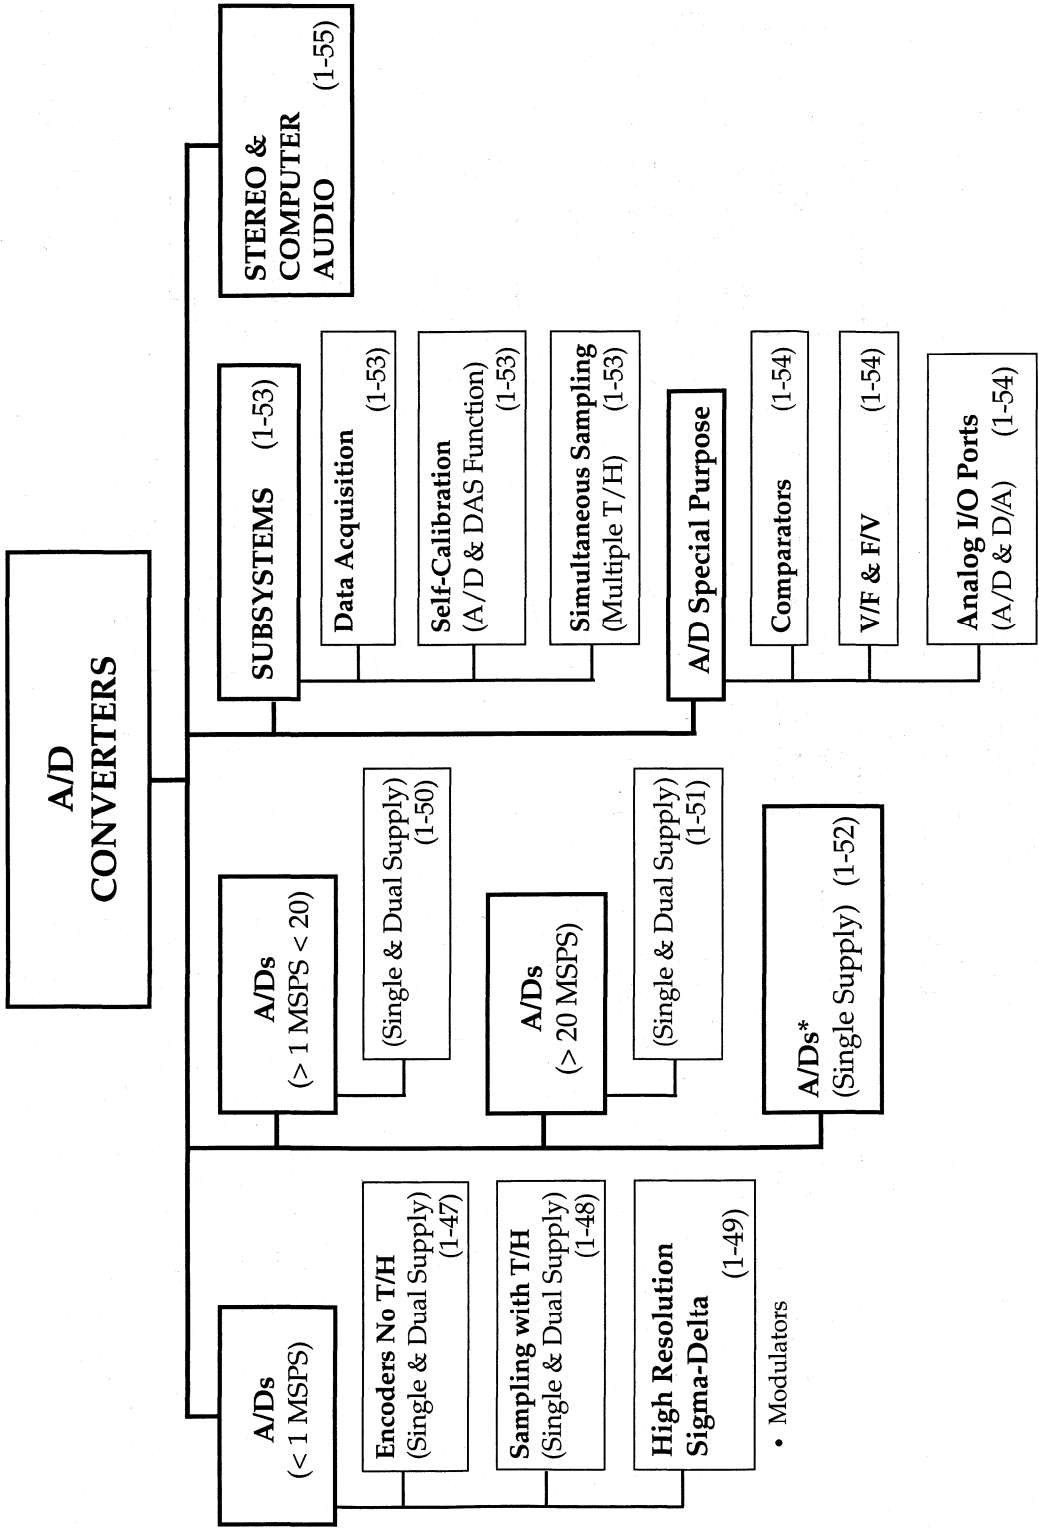 A/D
CONVERTERS
A/Ds
(< 1 MSPS)
Encoders No T/H
(Single & Dual Supply)
(1-47)
Sampling with T/H
(Single & Dual Supply)
(1-48)
High Resolution
Sigma-Delta
(1-49)
• Modulators
A/Ds
(> 1 MSPS < 20)
(Single & Dual Supply)
(1-50)
A/Ds
(> 20 MSPS)
(Single & Dual Supply)
(1-51)
A/Ds*
(Single Supply) (1-52)
SUBSYSTEMS (1-53)
Data Acquisition
(1-53)
Self-Calibration
(A/D & DAS Function)
(1-53)
Simultaneous Sampling
(Multiple T/H) (1-53)
A/D Special Purpose
Comparators (1-54)
V/F & F/V (1-54)
Analog I/O Ports
(A/D & D/A) (1-54)
STEREO &
COMPUTER
AUDIO (1-55)